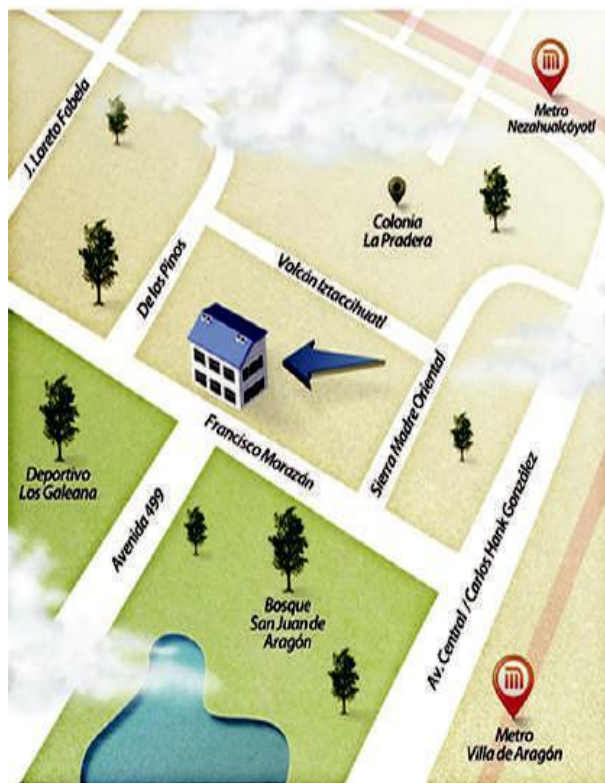 J. Loreto Fabela
Metro
Nezahualcóyotl
Colonia
La Pradera
De los Pinos
Volcán Iztaccihuatl
Sierra Madre Oriental
Francisco Morazán
Deportivo
Los Galeana
Avenida 499
Bosque
San Juan de
Aragón
Av. Central / Carlos Hank González
Metro
Villa de Aragón